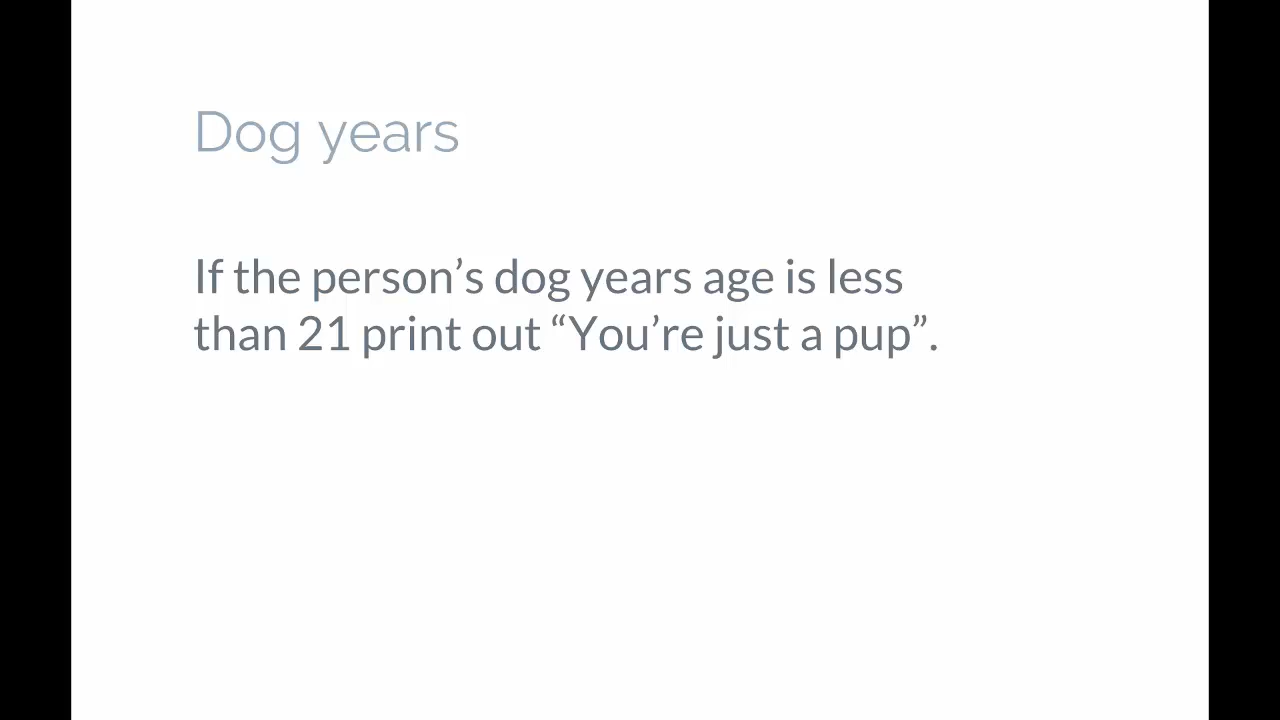 Dog years
If the person’s dog years age is less
than 21 print out “You’re just a pup”.